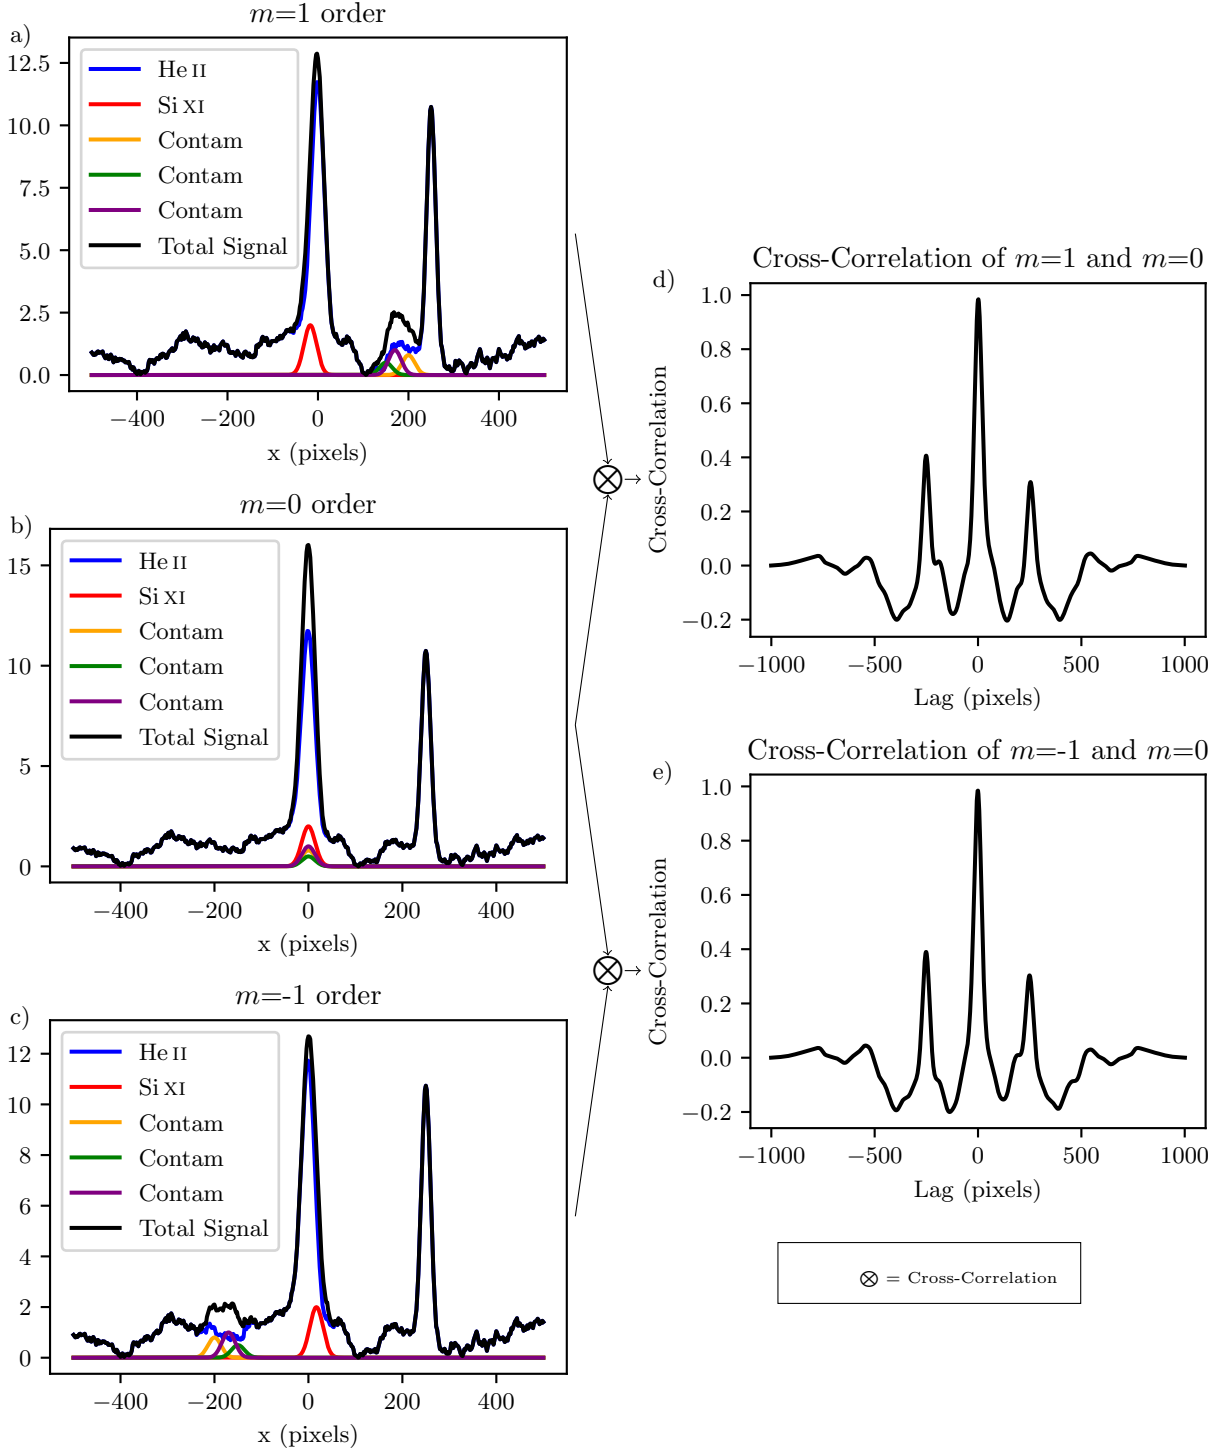 m=1 order
a)
12.5
10.0
7.5
5.0
2.5
0.0
He II
Si XI
Contam
Contam
Contam
Total Signal
−400 −200 0 200 400
x (pixels)
m=0 order
b)
15
10
5
0
He II
Si XI
Contam
Contam
Contam
Total Signal
−400 −200 0 200 400
x (pixels)
m=-1 order
c)
12
10
8
6
4
2
0
He II
Si XI
Contam
Contam
Contam
Total Signal
−400 −200 0 200 400
x (pixels)
Cross-Correlation of m=1 and m=0
d)
Cross-Correlation
1.0
0.8
0.6
0.4
0.2
0.0
−0.2
−1000 −500 0 500 1000
Lag (pixels)
Cross-Correlation of m=-1 and m=0
e)
Cross-Correlation
1.0
0.8
0.6
0.4
0.2
0.0
−0.2
−1000 −500 0 500 1000
Lag (pixels)
⊗ = Cross-Correlation